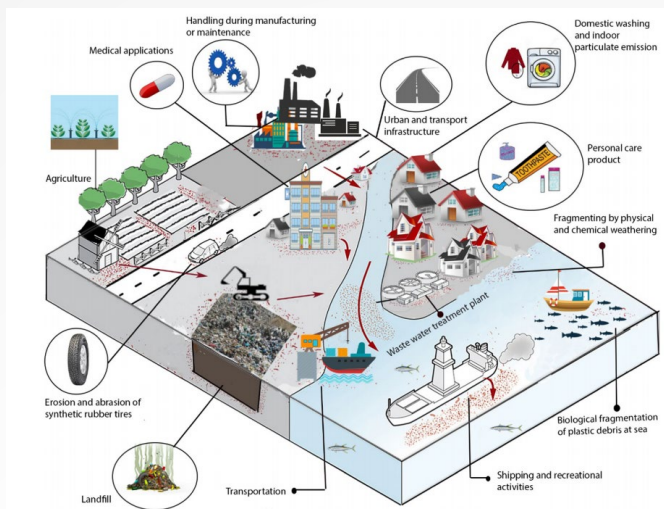 Handling during manufacturing
or maintenance
Medical applications
Domestic washing
and indoor
particulate emission
Urban and transport
infrastructure
Personal care
product
TOOTHPASTE
Agriculture
Fragmenting by physical
and chemical weathering
Waste water treatment plant
Erosion and abrasion of
synthetic rubber tires
Biological fragmentation
of plastic debris at sea
Landfill
Transportation
Shipping and recreational
activities